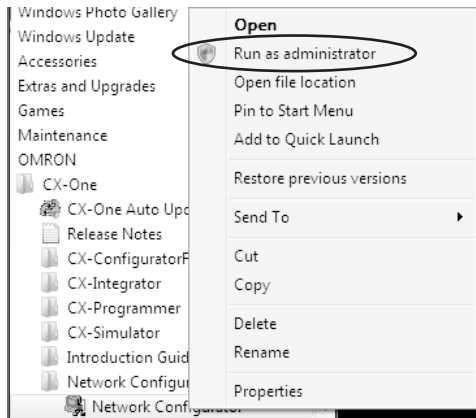 Windows Photo Gallery
Windows Update
Accessories
Extras and Upgrades
Games
Maintenance
OMRON
CX-One
CX-One Auto Upd
Release Notes
CX-ConfiguratorF
CX-Integrator
CX-Programmer
CX-Simulator
Introduction Guid
Network Configur
Network Configurator
Open
Run as administrator
Open file location
Pin to Start Menu
Add to Quick Launch
Restore previous versions
Send To
Cut
Copy
Delete
Rename
Properties